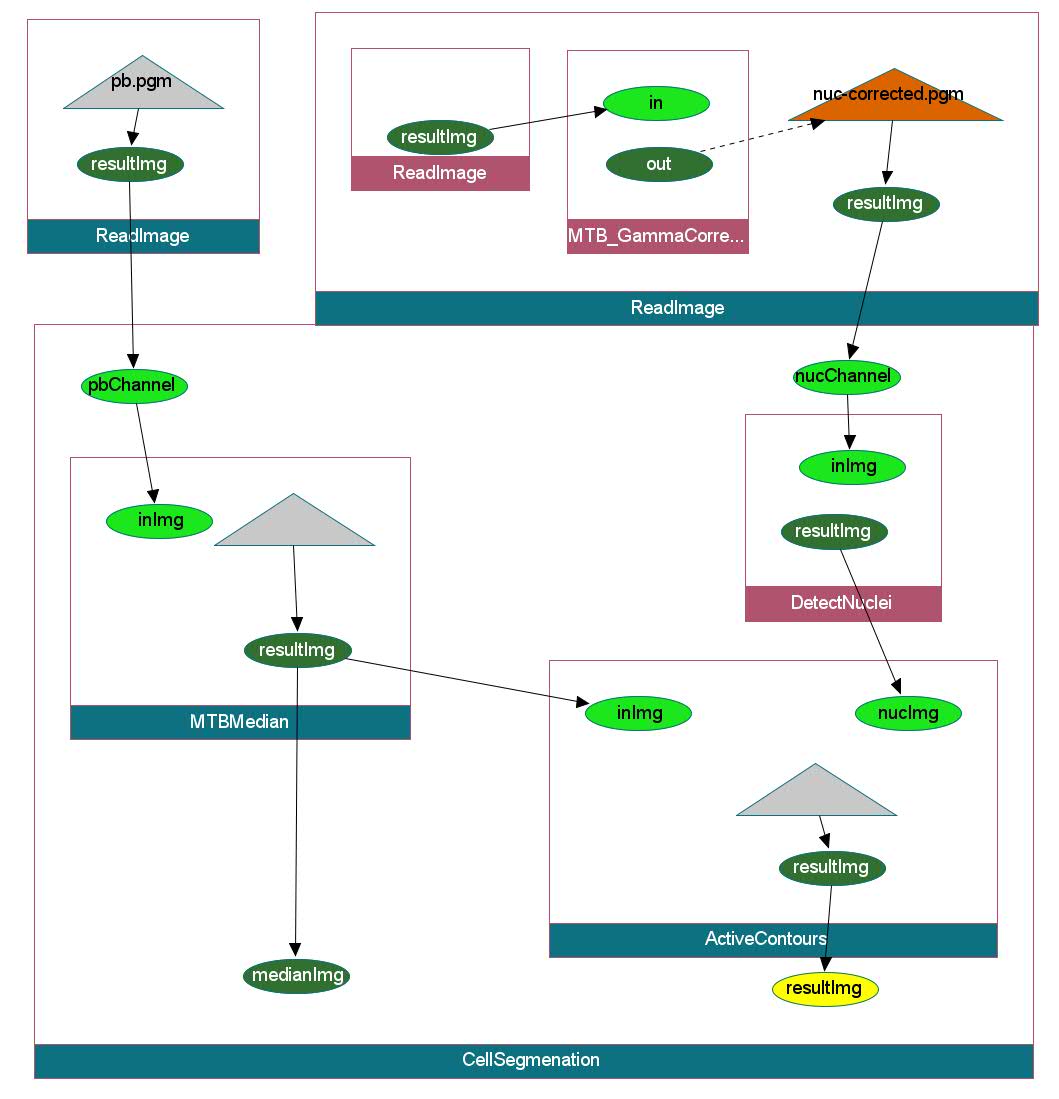 pb.pgm
resultImg
ReadImage
resultImg
ReadImage
in
out
MTB_GammaCorre...
nuc-corrected.pgm
resultImg
ReadImage
pbChannel
nucChannel
inImg
resultImg
MTBMedian
inImg
resultImg
DetectNuclei
inImg
nucImg
resultImg
ActiveContours
medianImg
resultImg
CellSegmenation